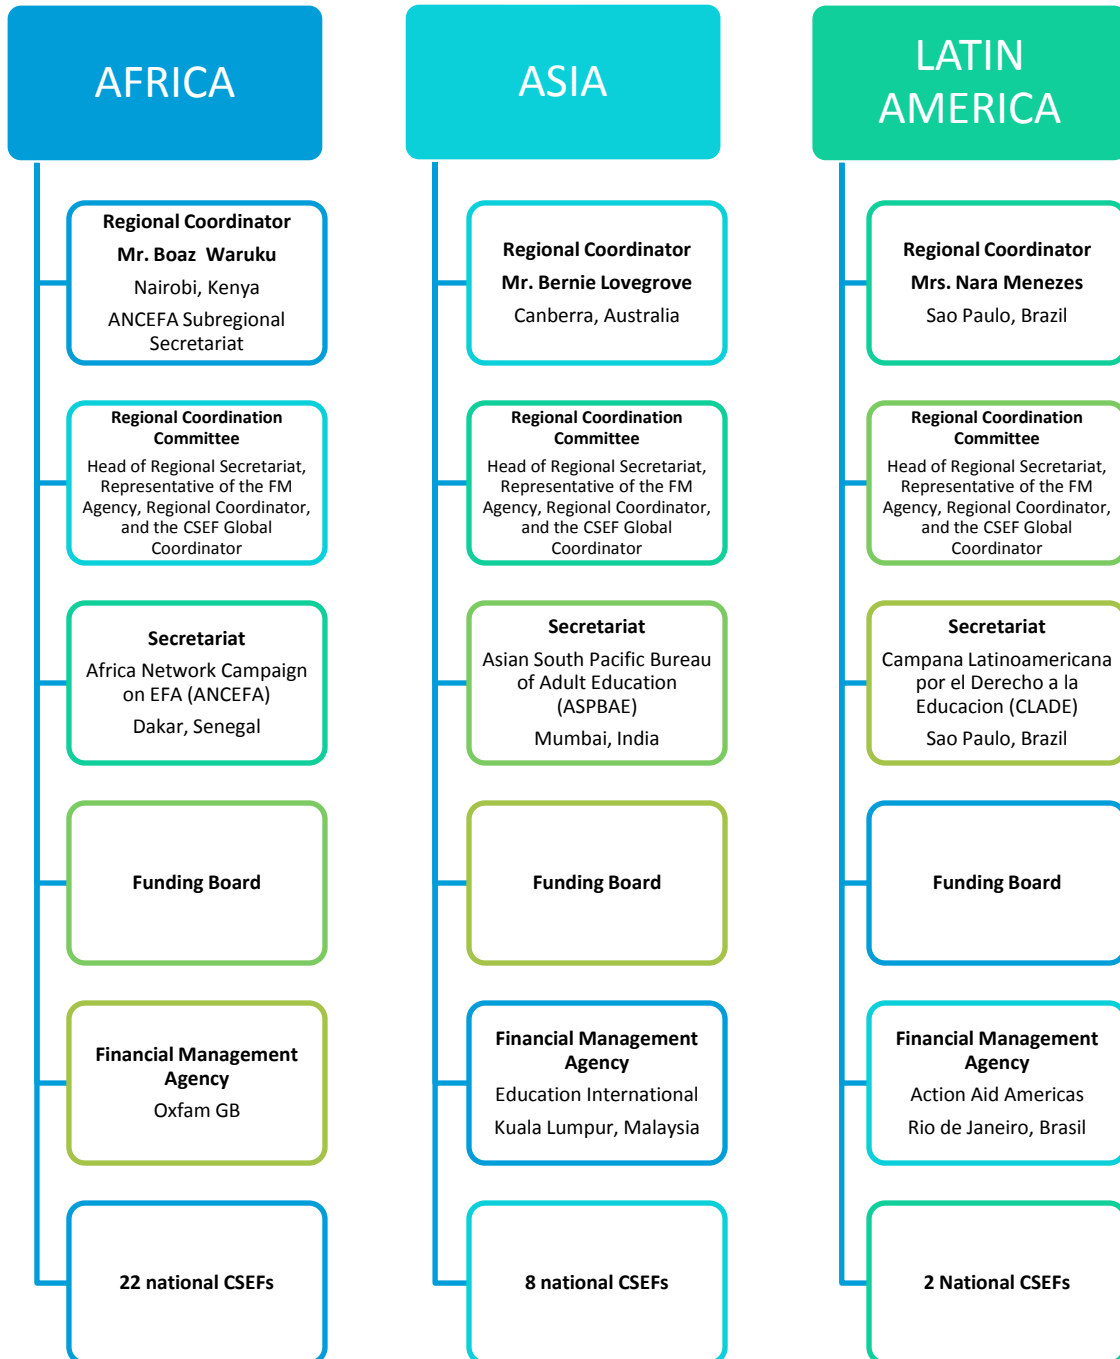 AFRICA
Regional Coordinator
Mr. Boaz Waruku
Nairobi, Kenya
ANCEFA Subregional
Secretariat
Regional Coordination
Committee
Head of Regional Secretariat,
Representative of the FM
Agency, Regional Coordinator,
and the CSEF Global
Coordinator
Secretariat
Africa Network Campaign
on EFA (ANCEFA)
Dakar, Senegal
Funding Board
Financial Management
Agency
Oxfam GB
22 national CSEFs
ASIA
Regional Coordinator
Mr. Bernie Lovegrove
Canberra, Australia
Regional Coordination
Committee
Head of Regional Secretariat,
Representative of the FM
Agency, Regional Coordinator,
and the CSEF Global
Coordinator
Secretariat
Asian South Pacific Bureau
of Adult Education
(ASPBAE)
Mumbai, India
Funding Board
Financial Management
Agency
Education International
Kuala Lumpur, Malaysia
8 national CSEFs
LATIN
AMERICA
Regional Coordinator
Mrs. Nara Menezes
Sao Paulo, Brazil
Regional Coordination
Committee
Head of Regional Secretariat,
Representative of the FM
Agency, Regional Coordinator,
and the CSEF Global
Coordinator
Secretariat
Campana Latinoamericana
por el Derecho a la
Educacion (CLADE)
Sao Paulo, Brazil
Funding Board
Financial Management
Agency
Action Aid Americas
Rio de Janeiro, Brasil
2 National CSEFs